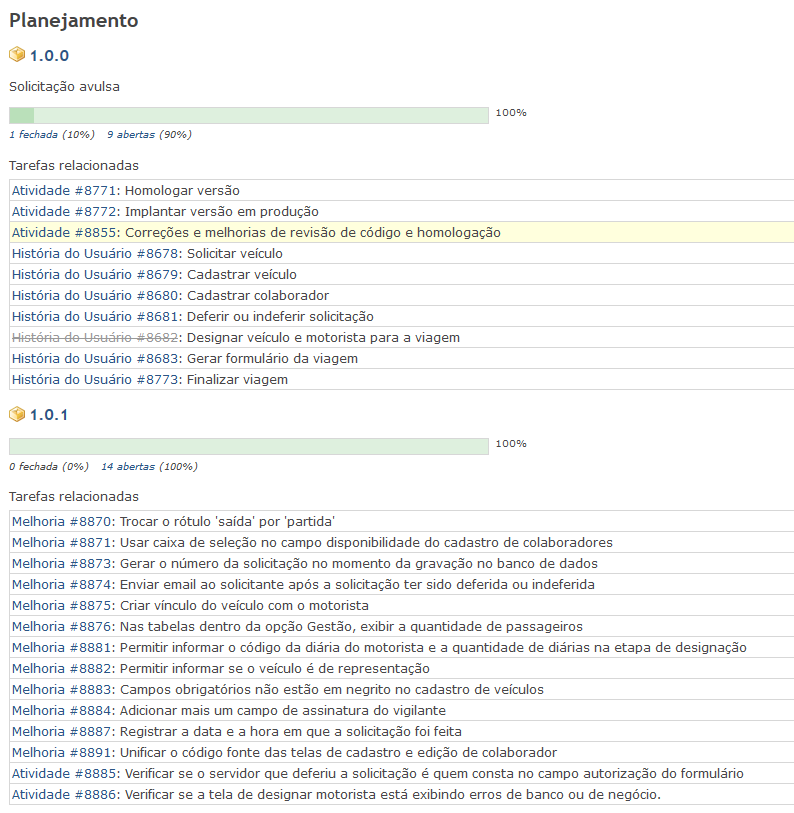 Planejamento
1.0.0
Solicitação avulsa
100%
1 fechada (10%) 9 abertas (90%)
Tarefas relacionadas
Atividade #8771: Homologar versão
Atividade #8772: Implantar versão em produção
Atividade #8855: Correções e melhorias de revisão de código e homologação
História do Usuário #8678: Solicitar veículo
História do Usuário #8679: Cadastrar veículo
História do Usuário #8680: Cadastrar colaborador
História do Usuário #8681: Deferir ou indeferir solicitação
História do Usuário #8682: Designar veículo e motorista para a viagem
História do Usuário #8683: Gerar formulário da viagem
História do Usuário #8773: Finalizar viagem
1.0.1
100%
0 fechada (0%) 14 abertas (100%)
Tarefas relacionadas
Melhoria #8870: Trocar o rótulo 'saída' por 'partida'
Melhoria #8871: Usar caixa de seleção no campo disponibilidade do cadastro de colaboradores
Melhoria #8873: Gerar o número da solicitação no momento da gravação no banco de dados
Melhoria #8874: Enviar email ao solicitante após a solicitação ter sido deferida ou indeferida
Melhoria #8875: Criar vínculo do veículo com o motorista
Melhoria #8876: Nas tabelas dentro da opção Gestão, exibir a quantidade de passageiros
Melhoria #8881: Permitir informar o código da diária do motorista e a quantidade de diárias na etapa de designação
Melhoria #8882: Permitir informar se o veículo é de representação
Melhoria #8883: Campos obrigatórios não estão em negrito no cadastro de veículos
Melhoria #8884: Adicionar mais um campo de assinatura do vigilante
Melhoria #8887: Registrar a data e a hora em que a solicitação foi feita
Melhoria #8891: Unificar o código fonte das telas de cadastro e edição de colaborador
Atividade #8885: Verificar se o servidor que deferiu a solicitação é quem consta no campo autorização do formulário
Atividade #8886: Verificar se a tela de designar motorista está exibindo erros de banco ou de negócio.